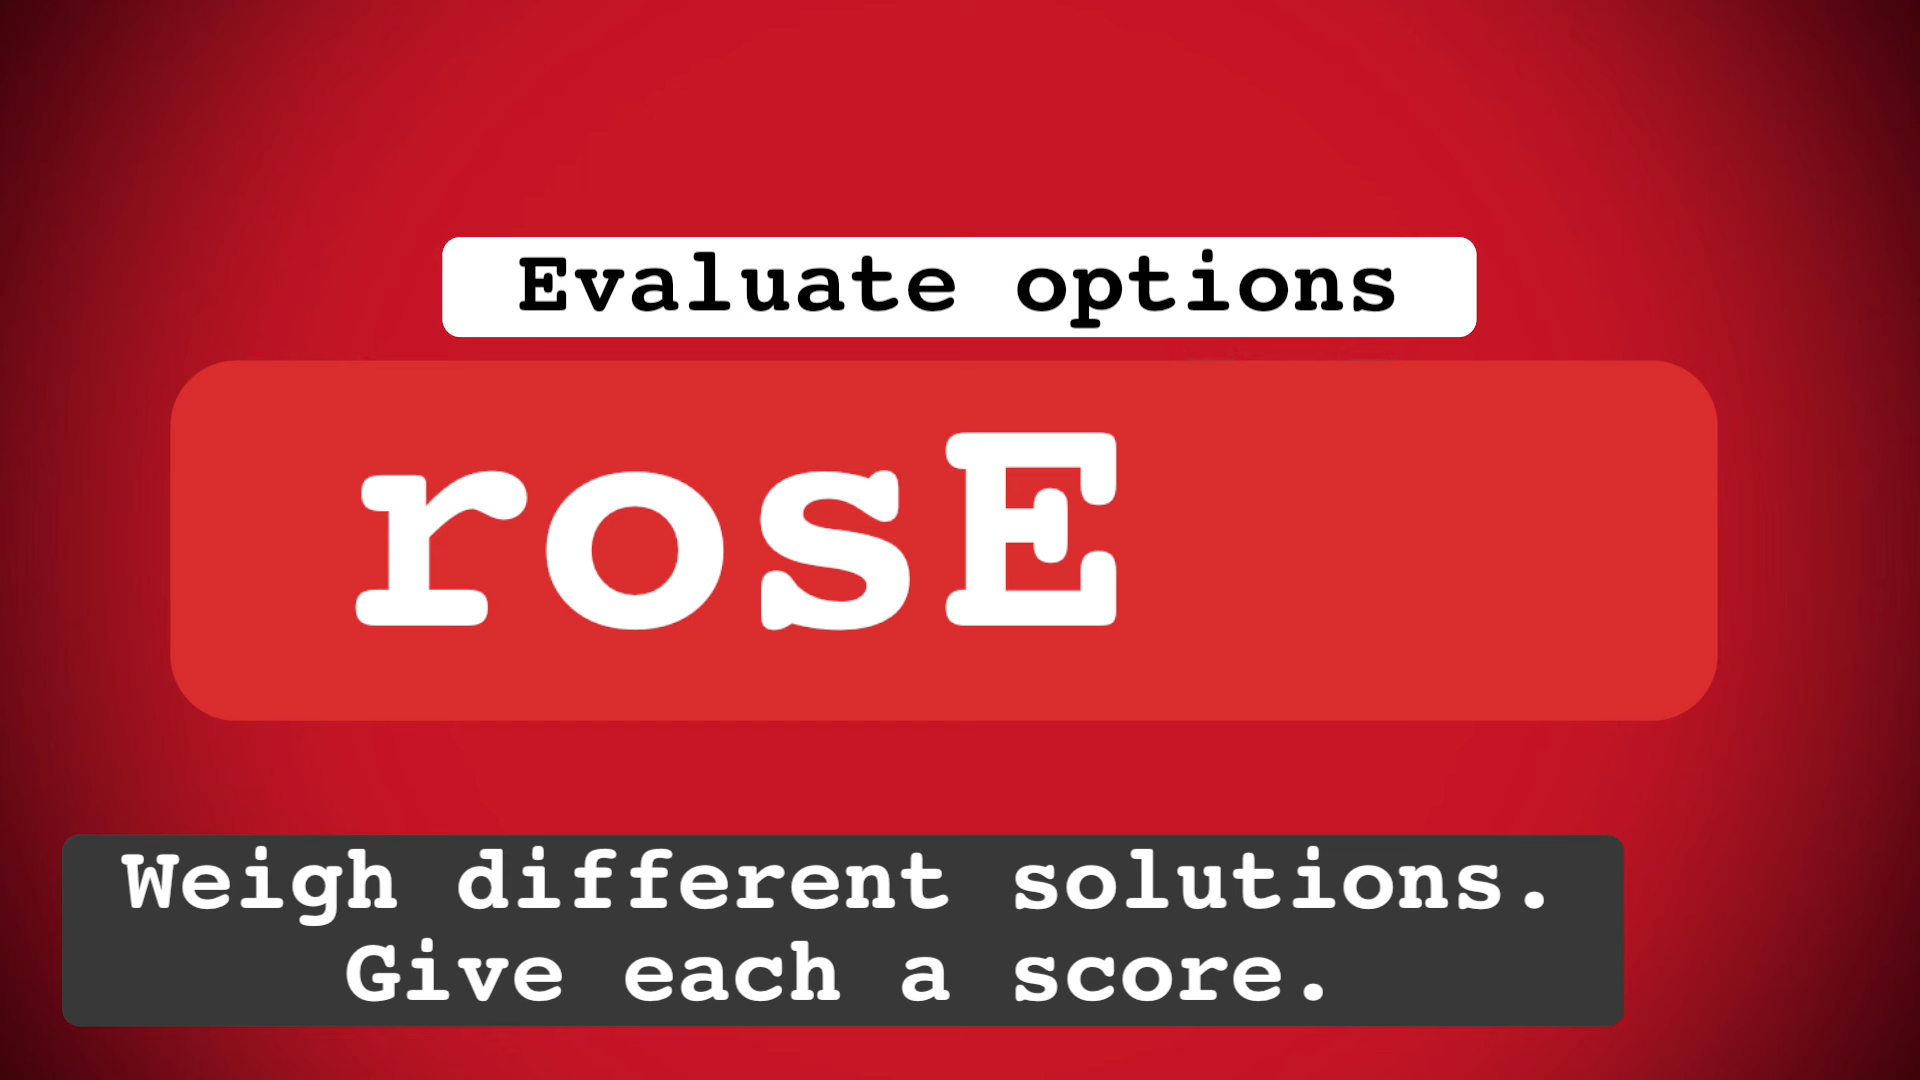 Evaluate options
rosE
Weigh different solutions.
Give each a score.